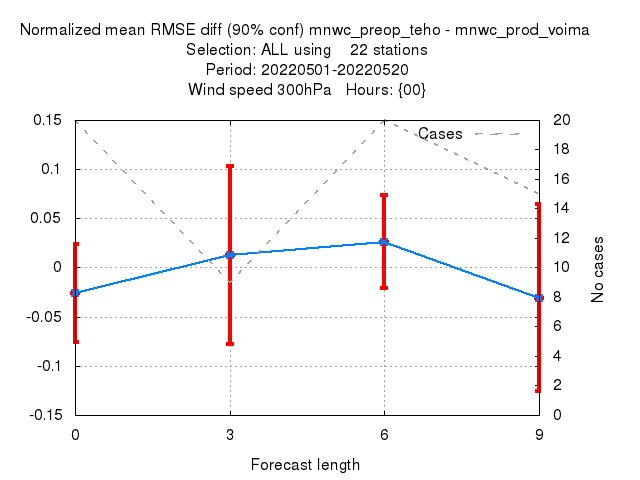 Normalized mean RMSE diff (90% conf) mnwc_preop_teho - mnwc_prod_voima
Selection: ALL using    22 stations
Period: 20220501-20220520
Wind speed 300hPa   Hours: {00}
0.15
0.1
0.05
0
-0.05
-0.1
-0.15
Cases
20
18
16
14
12
10
8
6
4
2
0
No cases
0 3 6 9
Forecast length